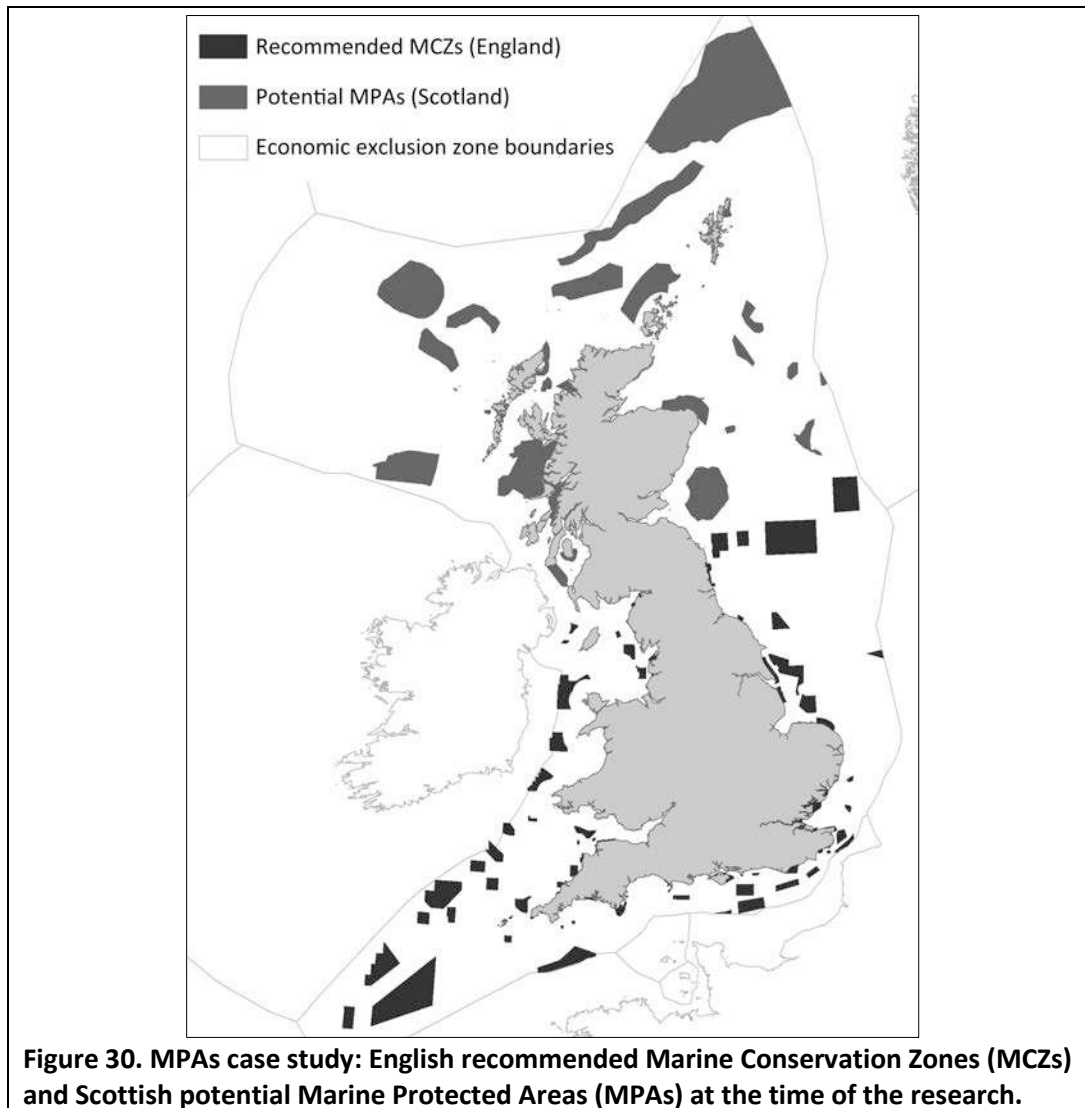 Recommended MCZs (England)
Potential MPAs (Scotland)
Economic exclusion zone boundaries
Figure 30. MPAs case study: English recommended Marine Conservation Zones (MCZs)
and Scottish potential Marine Protected Areas (MPAs) at the time of the research.